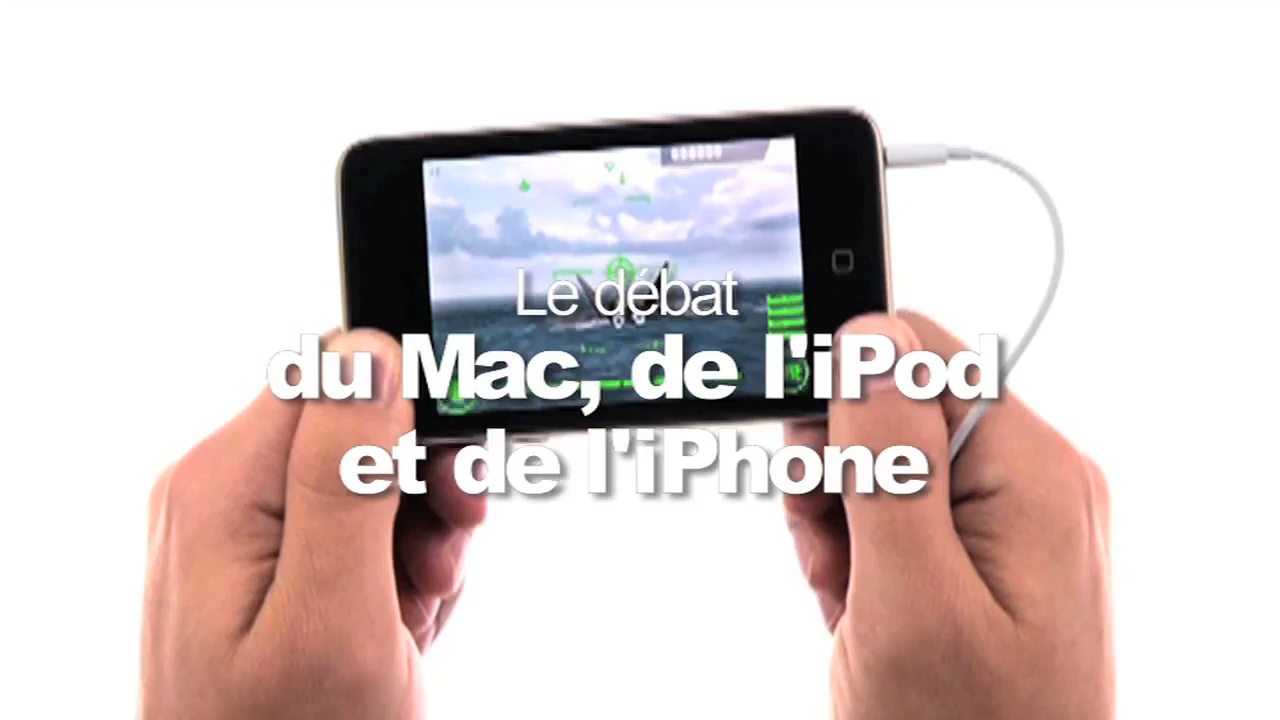 Le débat
du Mac, de l'iPod
et de l'iPhone